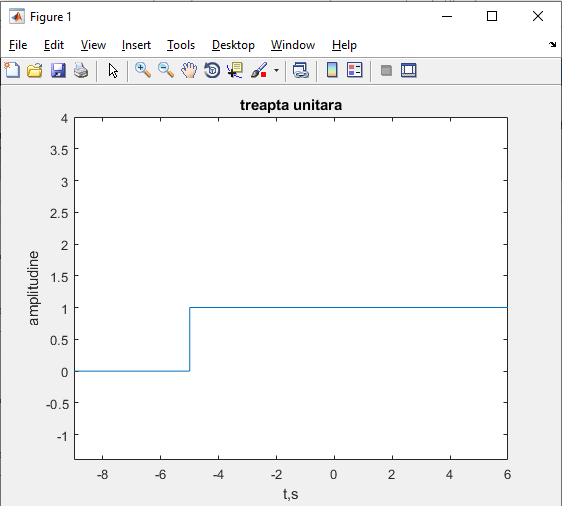 Figure 1
File Edit View Insert Tools Desktop Window Help
treapta unitara
4
3.5
3
2.5
2
1.5
1
0.5
0
-0.5
-1
amplitudine
-8 -6 -4 -2 0 2 4 6
t,s